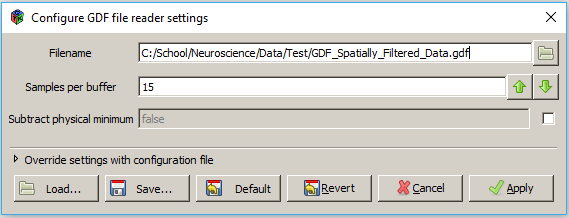 Configure GDF file reader settings
Filename C:/School/Neuroscience/Data/Test/GDF_Spatially_Filtered_Data.gdf
Samples per buffer 15
Subtract physical minimum false
Override settings with configuration file
Load... Save... Default Revert Cancel Apply